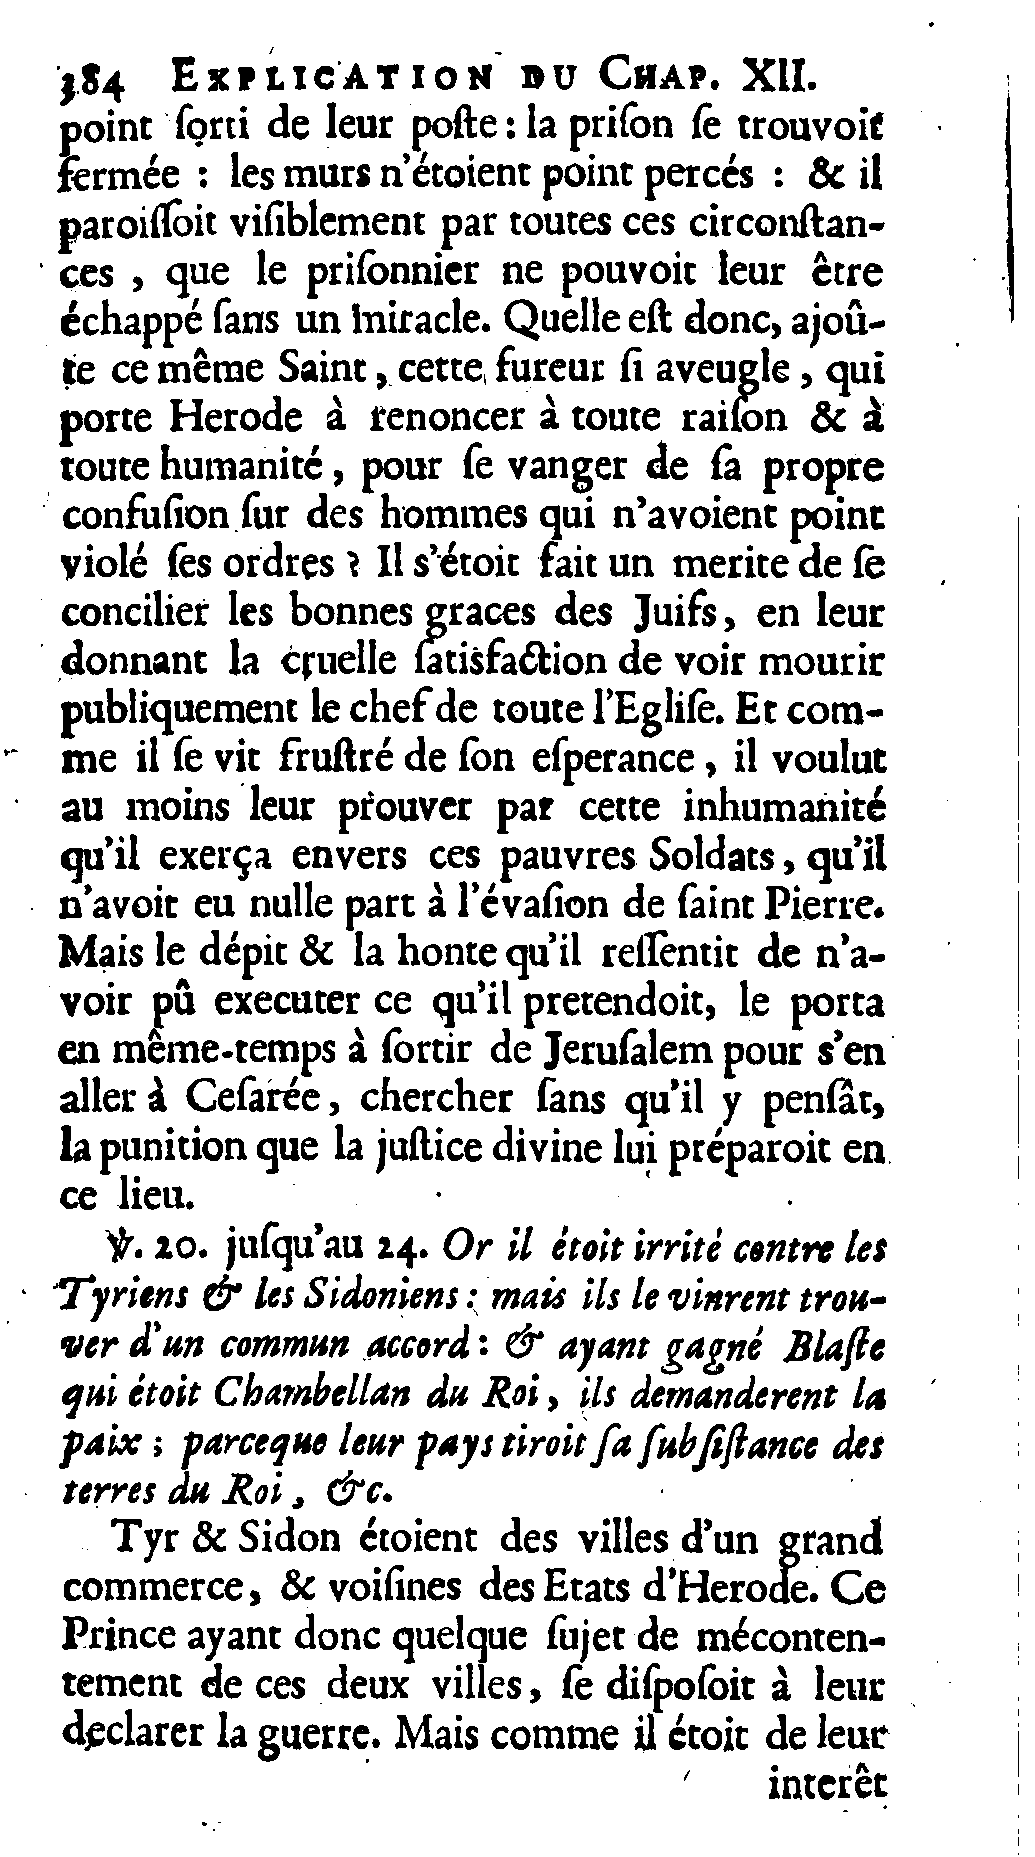 384 EXPLICATION DU CHAP. XII.
point ſorti de leur poſte : la priſon ſe trouvoit
fermée : les murs n'étoient point percés : & il
paroiſſoit viſiblement par toutes ces circonſtan-
ces , que le priſonnier ne pouvoit leur être
échappé ſans un miracle. Quelle eſt donc, ajoû-
te ce même Saint , cette fureur ſi aveugle , qui
porte Herode à renoncer à toute raiſon & à
toute humanité , pour ſe vanger de ſa propre
confuſion ſur des hommes qui n'avoient point
violé ſes ordres ? Il s'étoit fait un merite de ſe
concilier les bonnes graces des Juifs, en leur
donnant la cruelle ſatisfaction de voir mourir
publiquement le chef de toute l'Egliſe. Et com-
me il ſe vit fruſtré de ſon eſperance , il voulut
au moins leur prouver par cette inhumanité
qu'il exerça envers ces pauvres Soldats , qu'il
n'avoit eu nulle part à l'évaſion de ſaint Pierre.
Mais le dépit & la honte qu'il reſſentit de n'a-
voir pû executer ce qu'il pretendoit, le porta
en même-temps à ſortir de Jeruſalem pour s'en
aller à Ceſarée , chercher ſans qu'il y penſât,
la punition que la juſtice divine lui préparoit en
ce lieu.
℣. 20. juſqu'au 24. Or il étoit irrité contre les
Tyriens & les Sidoniens : mais ils le vinrent trou-
ver d'un commun accord : & ayant gagné Blaſte
qui étoit Chambellan du Roi , ils demanderent la
paix ; parceque leur pays tiroit ſa ſubſiſtance des
terres du Roi , &c.
Tyr & Sidon étoient des villes d'un grand
commerce, & voiſines des Etats d'Herode. Ce
Prince ayant donc quelque ſujet de méconten-
tement de ces deux villes, ſe diſpoſoit à leur
declarer la guerre. Mais comme il étoit de leur
interêt